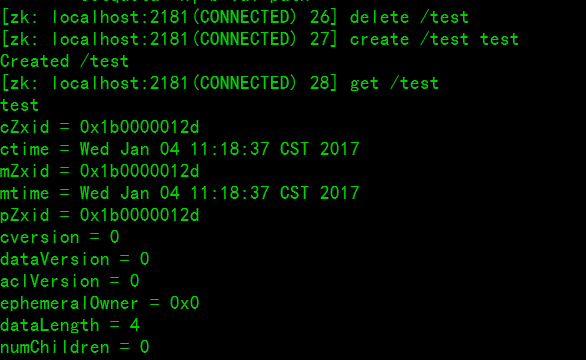 [zk: localhost:2181(CONNECTED) 26] delete /test
[zk: localhost:2181(CONNECTED) 27] create /test test
Created /test
[zk: localhost:2181(CONNECTED) 28] get /test
test
cZxid = 0x1b0000012d
ctime = Wed Jan 04 11:18:37 CST 2017
mZxid = 0x1b0000012d
mtime = Wed Jan 04 11:18:37 CST 2017
pZxid = 0x1b0000012d
cversion = 0
dataVersion = 0
aclVersion = 0
ephemeralOwner = 0x0
dataLength = 4
numChildren = 0